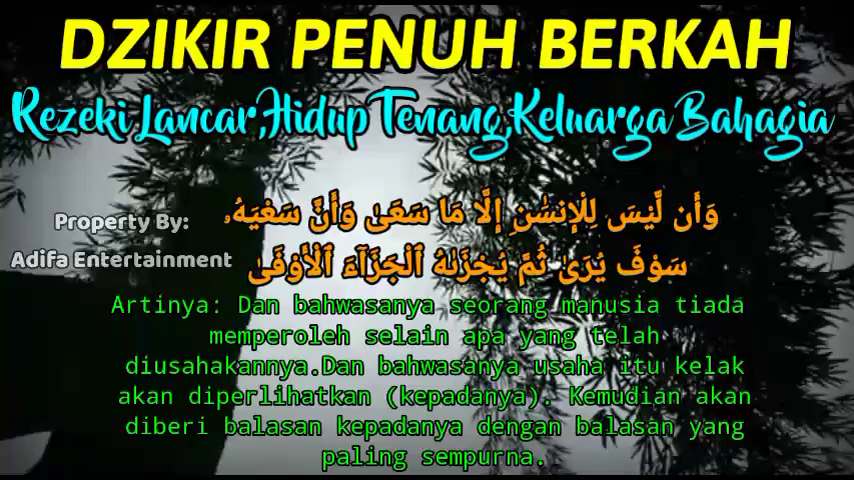 DZIKIR PENUH BERKAH
Rezeki Lancar,Hidup Tenang,Keluarga Bahagia
وَأَن لَّيْسَ لِلْإِنسَٰنِ إِلَّا مَا سَعَىٰ وَأَنَّ سَعْيَهُۥ
سَوْفَ يُرَىٰ ثُمَّ يُجْزَىٰهُ ٱلْجَزَآءَ ٱلْأَوْفَىٰ
Property By:
Adifa Entertainment
Artinya: Dan bahwasanya seorang manusia tiada
memperoleh selain apa yang telah
diusahakannya.Dan bahwasanya usaha itu kelak
akan diperlihatkan (kepadanya). Kemudian akan
diberi balasan kepadanya dengan balasan yang
paling sempurna.